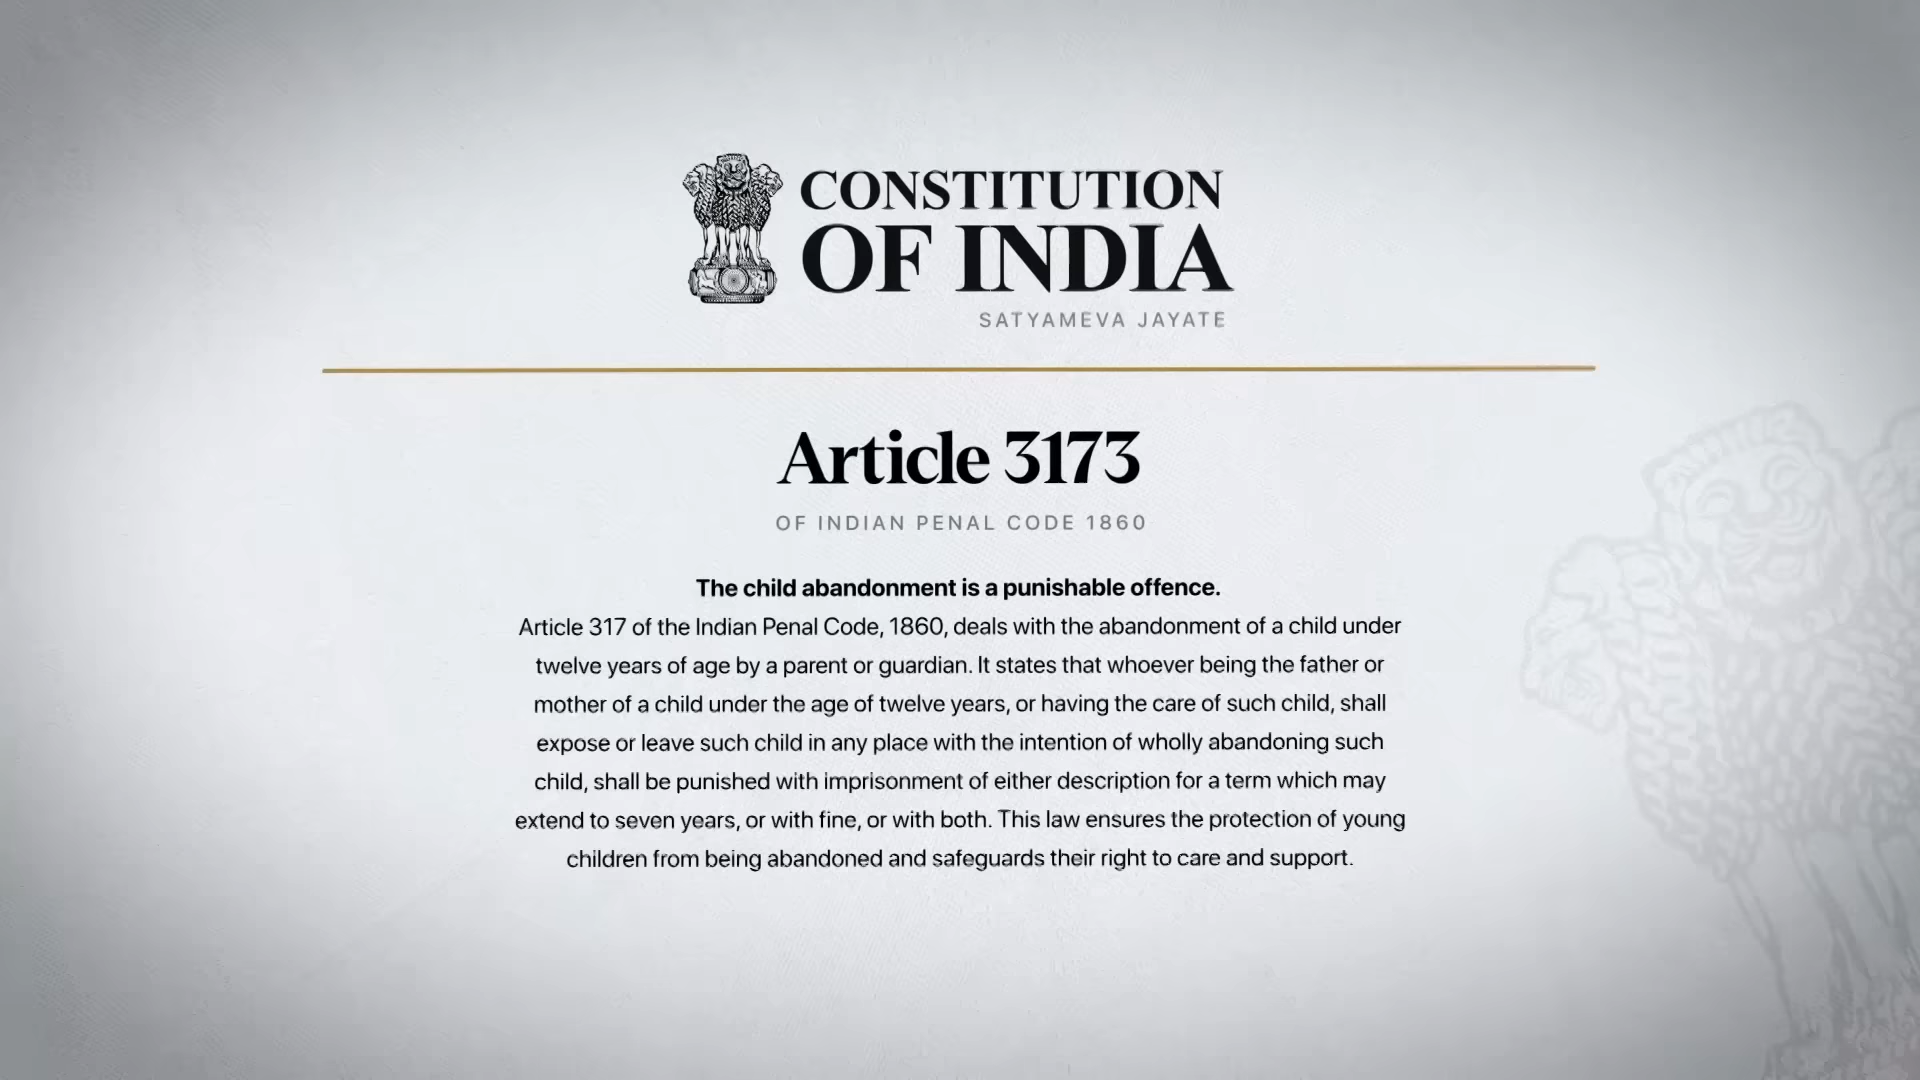 CONSTITUTION
OF INDIA
SATYAMEVA JAYATE
Article 3173
OF INDIAN PENAL CODE 1860
The child abandonment is a punishable offence.
Article 317 of the Indian Penal Code, 1860, deals with the abandonment of a child under
twelve years of age by a parent or guardian. It states that whoever being the father or
mother of a child under the age of twelve years, or having the care of such child, shall
expose or leave such child in any place with the intention of wholly abandoning such
child, shall be punished with imprisonment of either description for a term which may
extend to seven years, or with fine, or with both. This law ensures the protection of young
children from being abandoned and safeguards their right to care and support.